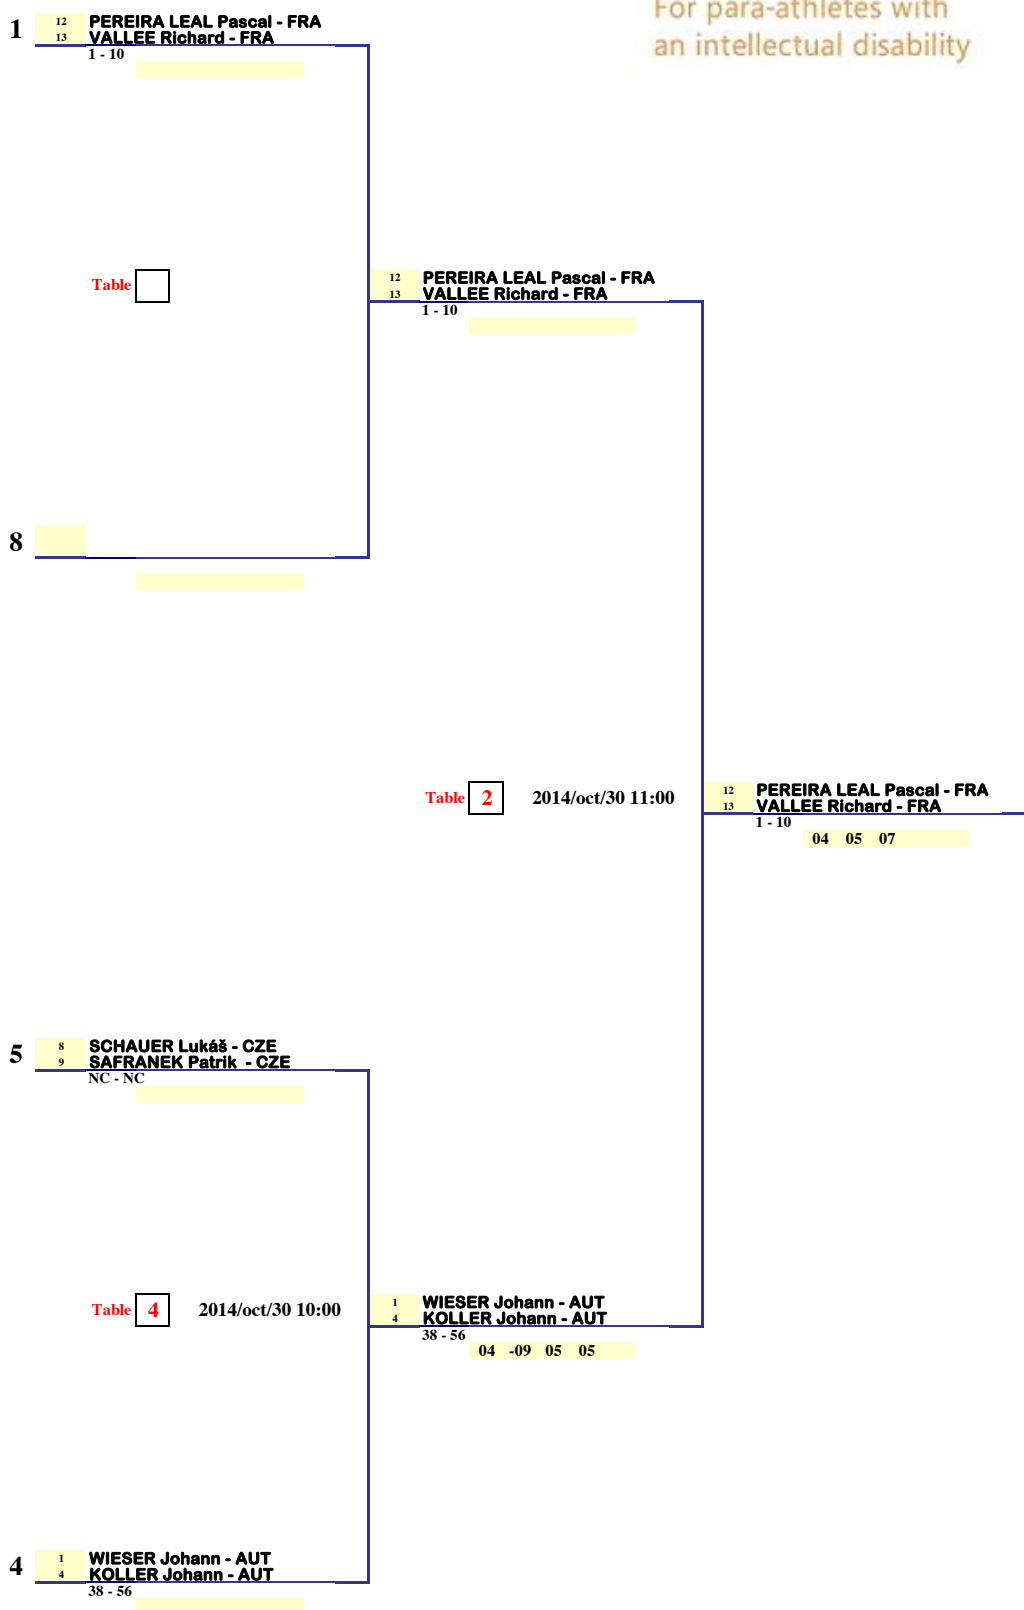 For para-athletes with
an intellectual disability
1 12 PEREIRA LEAL Pascal - FRA
13 VALLEE Richard - FRA
1 - 10
Table
12 PEREIRA LEAL Pascal - FRA
13 VALLEE Richard - FRA
1 - 10
8
Table 2 2014/oct/30 11:00
12 PEREIRA LEAL Pascal - FRA
13 VALLEE Richard - FRA
1 - 10
04 05 07
5 8 SCHAUER Lukáš - CZE
9 SAFRANEK Patrik - CZE
NC - NC
Table 4 2014/oct/30 10:00
1 WIESER Johann - AUT
4 KOLLER Johann - AUT
38 - 56
04 -09 05 05
4 1 WIESER Johann - AUT
4 KOLLER Johann - AUT
38 - 56